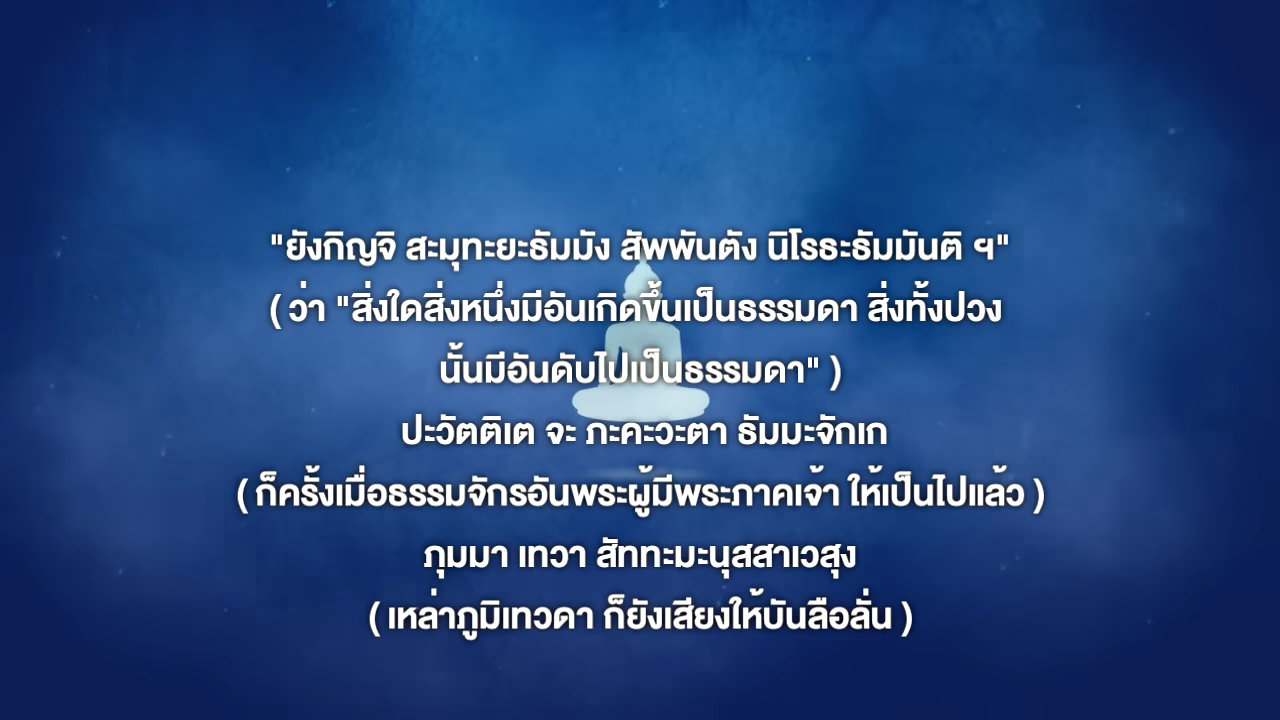 "ยังกิญจิ สะมุทะยะธัมมัง สัพพันตัง นิโรธะธัมมันติ ฯ"
( ว่า "สิ่งใดสิ่งหนึ่งมีอันเกิดขึ้นเป็นธรรมดา สิ่งทั้งปวง
นั้นมีอันดับไปเป็นธรรมดา" )
ปะวัตติเต จะ ภะคะวะตา ธัมมะจักเก
( ก็ครั้งเมื่อธรรมจักรอันพระผู้มีพระภาคเจ้า ให้เป็นไปแล้ว )
ภุมมา เทวา สัททะมะนุสสาเวสุง
( เหล่าภูมิเทวดา ก็ยังเสียงให้บันลือลั่น )